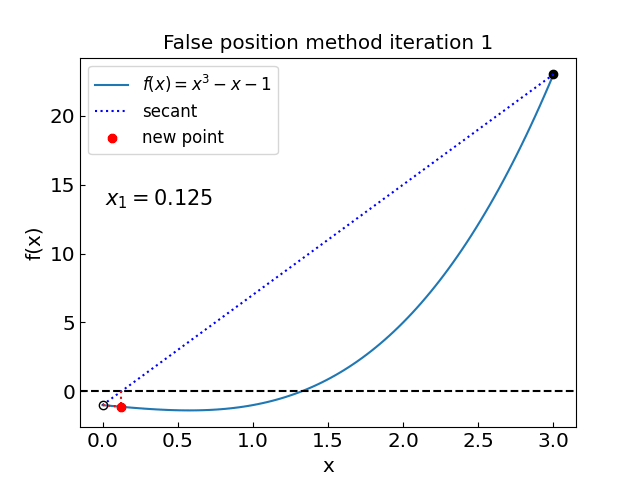 False position method iteration 1
f(x) = x³ − x − 1
secant
new point
x₁ = 0.125
f(x)
20
15
10
5
0
0.0 0.5 1.0 1.5 2.0 2.5 3.0
x